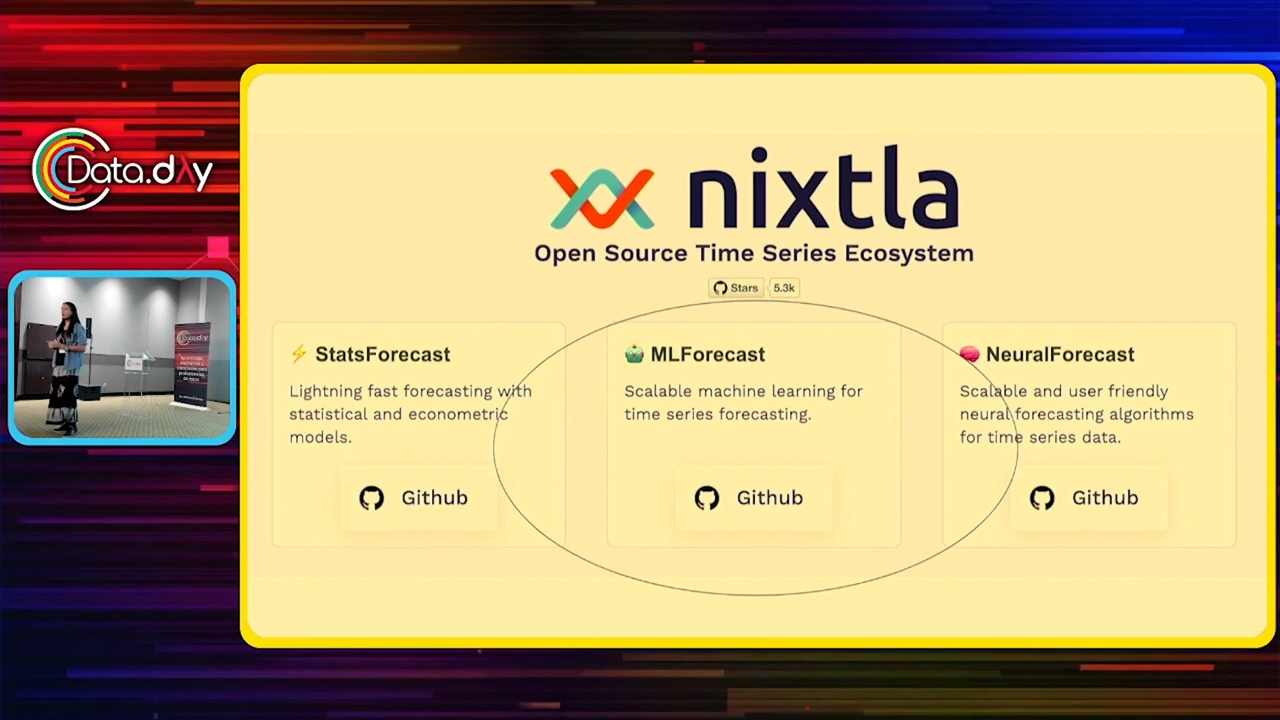 Data.dλy
nixtla
Open Source Time Series Ecosystem
Stars 5.3k
⚡ StatsForecast
Lightning fast forecasting with
statistical and econometric
models.
Github
🤖 MLForecast
Scalable machine learning for
time series forecasting.
Github
🧠 NeuralForecast
Scalable and user friendly
neural forecasting algorithms
for time series data.
Github